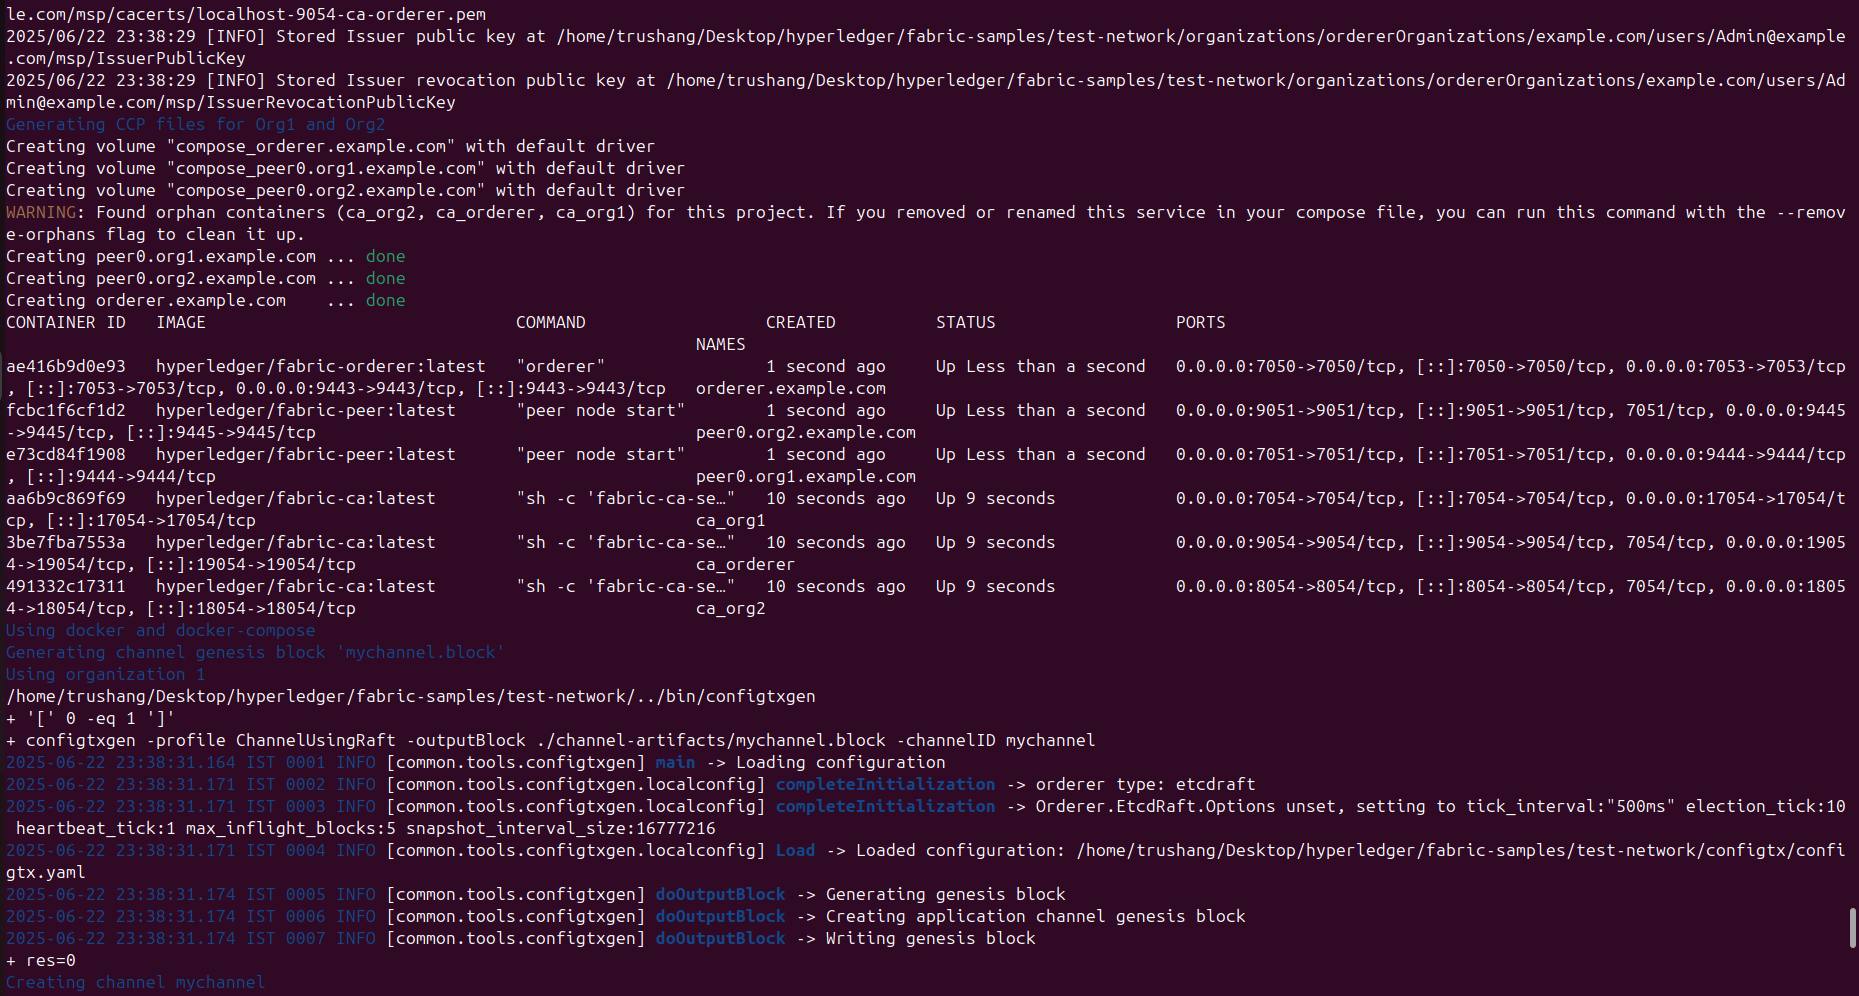 le.com/msp/cacerts/localhost-9054-ca-orderer.pem
2025/06/22 23:38:29 [INFO] Stored Issuer public key at /home/trushang/Desktop/hyperledger/fabric-samples/test-network/organizations/ordererOrganizations/example.com/users/Admin@example
.com/msp/IssuerPublicKey
2025/06/22 23:38:29 [INFO] Stored Issuer revocation public key at /home/trushang/Desktop/hyperledger/fabric-samples/test-network/organizations/ordererOrganizations/example.com/users/Ad
min@example.com/msp/IssuerRevocationPublicKey
Generating CCP files for Org1 and Org2
Creating volume "compose_orderer.example.com" with default driver
Creating volume "compose_peer0.org1.example.com" with default driver
Creating volume "compose_peer0.org2.example.com" with default driver
WARNING: Found orphan containers (ca_org2, ca_orderer, ca_org1) for this project. If you removed or renamed this service in your compose file, you can run this command with the --remov
e-orphans flag to clean it up.
Creating peer0.org1.example.com ... done
Creating peer0.org2.example.com ... done
Creating orderer.example.com    ... done
CONTAINER ID   IMAGE                               COMMAND                  CREATED          STATUS                  PORTS
                                                                     NAMES
ae416b9d0e93   hyperledger/fabric-orderer:latest   "orderer"                1 second ago     Up Less than a second   0.0.0.0:7050->7050/tcp, [::]:7050->7050/tcp, 0.0.0.0:7053->7053/tcp
, [::]:7053->7053/tcp, 0.0.0.0:9443->9443/tcp, [::]:9443->9443/tcp   orderer.example.com
fcbc1f6cf1d2   hyperledger/fabric-peer:latest      "peer node start"        1 second ago     Up Less than a second   0.0.0.0:9051->9051/tcp, [::]:9051->9051/tcp, 7051/tcp, 0.0.0.0:9445
->9445/tcp, [::]:9445->9445/tcp                                      peer0.org2.example.com
e73cd84f1908   hyperledger/fabric-peer:latest      "peer node start"        1 second ago     Up Less than a second   0.0.0.0:7051->7051/tcp, [::]:7051->7051/tcp, 0.0.0.0:9444->9444/tcp
, [::]:9444->9444/tcp                                                peer0.org1.example.com
aa6b9c869f69   hyperledger/fabric-ca:latest        "sh -c 'fabric-ca-se…"   10 seconds ago   Up 9 seconds            0.0.0.0:7054->7054/tcp, [::]:7054->7054/tcp, 0.0.0.0:17054->17054/t
cp, [::]:17054->17054/tcp                                            ca_org1
3be7fba7553a   hyperledger/fabric-ca:latest        "sh -c 'fabric-ca-se…"   10 seconds ago   Up 9 seconds            0.0.0.0:9054->9054/tcp, [::]:9054->9054/tcp, 7054/tcp, 0.0.0.0:1905
4->19054/tcp, [::]:19054->19054/tcp                                  ca_orderer
491332c17311   hyperledger/fabric-ca:latest        "sh -c 'fabric-ca-se…"   10 seconds ago   Up 9 seconds            0.0.0.0:8054->8054/tcp, [::]:8054->8054/tcp, 7054/tcp, 0.0.0.0:1805
4->18054/tcp, [::]:18054->18054/tcp                                  ca_org2
Using docker and docker-compose
Generating channel genesis block 'mychannel.block'
Using organization 1
/home/trushang/Desktop/hyperledger/fabric-samples/test-network/../bin/configtxgen
+ '[' 0 -eq 1 ']'
+ configtxgen -profile ChannelUsingRaft -outputBlock ./channel-artifacts/mychannel.block -channelID mychannel
2025-06-22 23:38:31.164 IST 0001 INFO [common.tools.configtxgen] main -> Loading configuration
2025-06-22 23:38:31.171 IST 0002 INFO [common.tools.configtxgen.localconfig] completeInitialization -> orderer type: etcdraft
2025-06-22 23:38:31.171 IST 0003 INFO [common.tools.configtxgen.localconfig] completeInitialization -> Orderer.EtcdRaft.Options unset, setting to tick_interval:"500ms" election_tick:10
 heartbeat_tick:1 max_inflight_blocks:5 snapshot_interval_size:16777216
2025-06-22 23:38:31.171 IST 0004 INFO [common.tools.configtxgen.localconfig] Load -> Loaded configuration: /home/trushang/Desktop/hyperledger/fabric-samples/test-network/configtx/confi
gtx.yaml
2025-06-22 23:38:31.174 IST 0005 INFO [common.tools.configtxgen] doOutputBlock -> Generating genesis block
2025-06-22 23:38:31.174 IST 0006 INFO [common.tools.configtxgen] doOutputBlock -> Creating application channel genesis block
2025-06-22 23:38:31.174 IST 0007 INFO [common.tools.configtxgen] doOutputBlock -> Writing genesis block
+ res=0
Creating channel mychannel